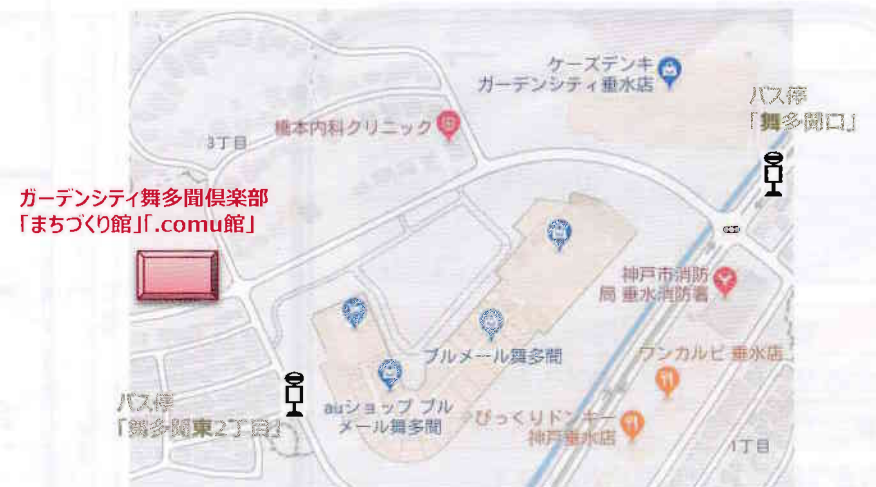 ケーズデンキ
ガーデンシティ垂水店
バス停
「舞多聞口」
橋本内科クリニック
3丁目
ガーデンシティ舞多聞倶楽部
「まちづくり館」「.comu館」
神戸市消防
局 垂水消防署
ブルメール舞多聞
ワンカルビ 垂水店
バス停
「舞多聞東2丁目」
auショップ ブル
メール舞多聞
びっくりドンキー
神戸垂水店
1丁目